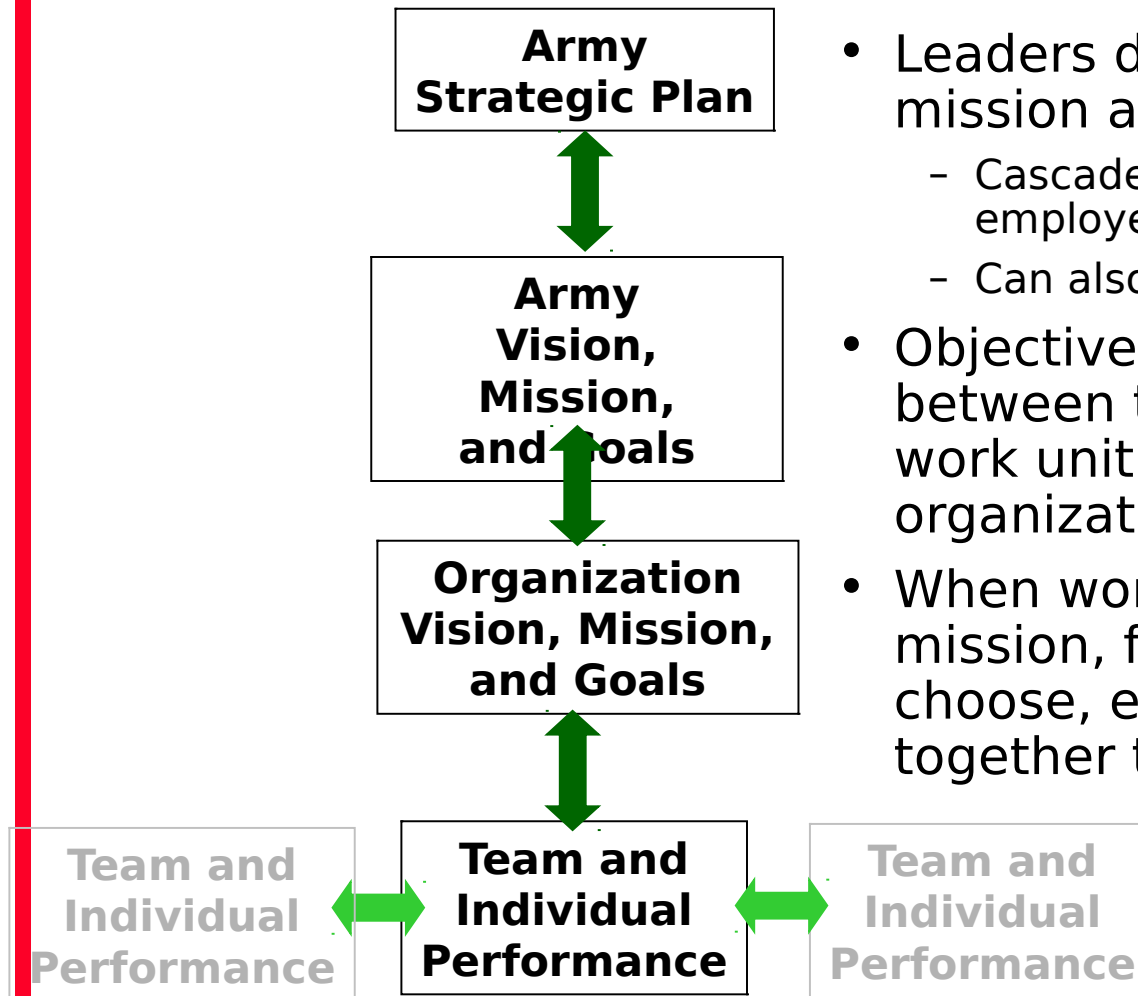 Army
Strategic Plan
Army
Vision,
Mission,
and Goals
Organization
Vision, Mission,
and Goals
Team and
Individual
Performance
Team and
Individual
Performance
Team and
Individual
Performance
• Leaders d
mission a
– Cascade
employe
– Can also
• Objective
between t
work unit
organizat
• When wor
mission, f
choose, e
together t